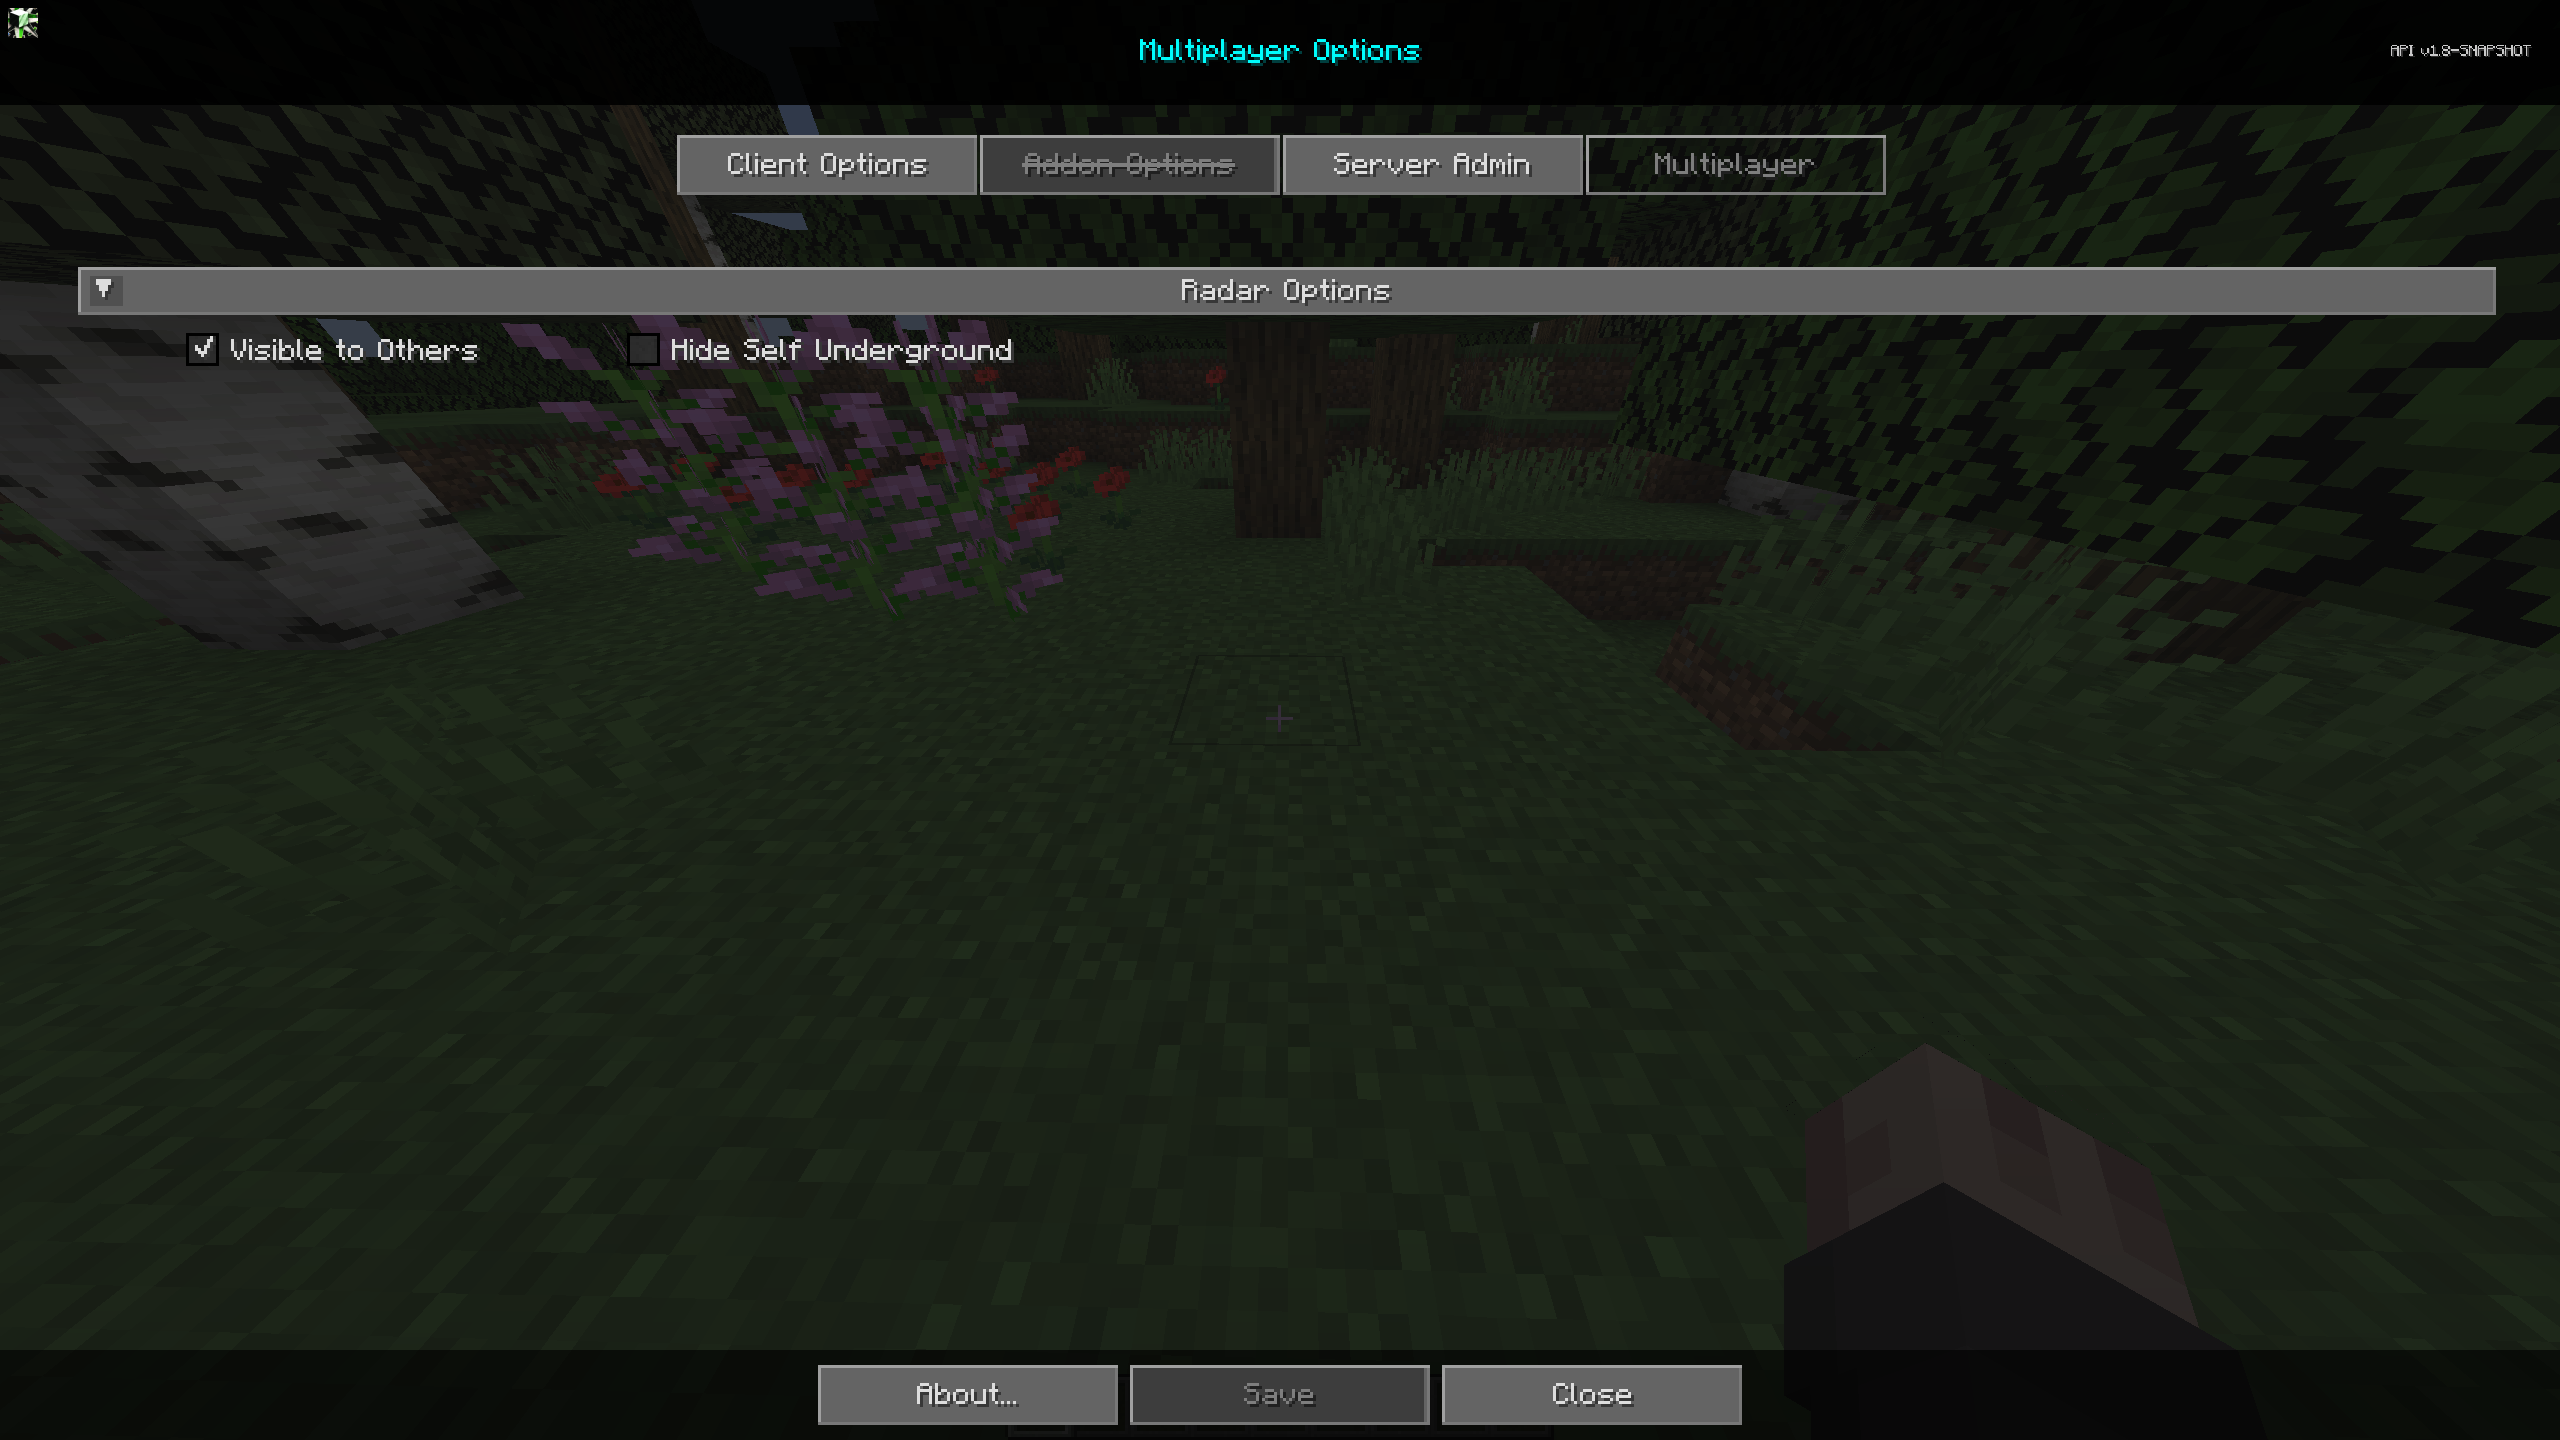 Multiplayer Options
API v1.8-SNAPSHOT
Client Options
Addon Options
Server Admin
Multiplayer
Radar Options
Visible to Others
Hide Self Underground
About...
Save
Close